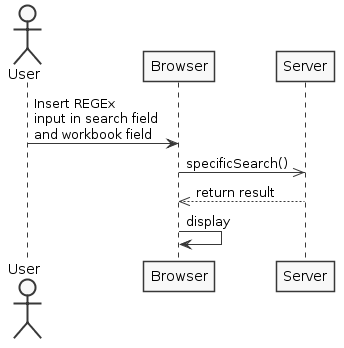 User
Browser
Server
Insert REGEx
input in search field
and workbook field
specificSearch()
return result
display
User
Browser
Server